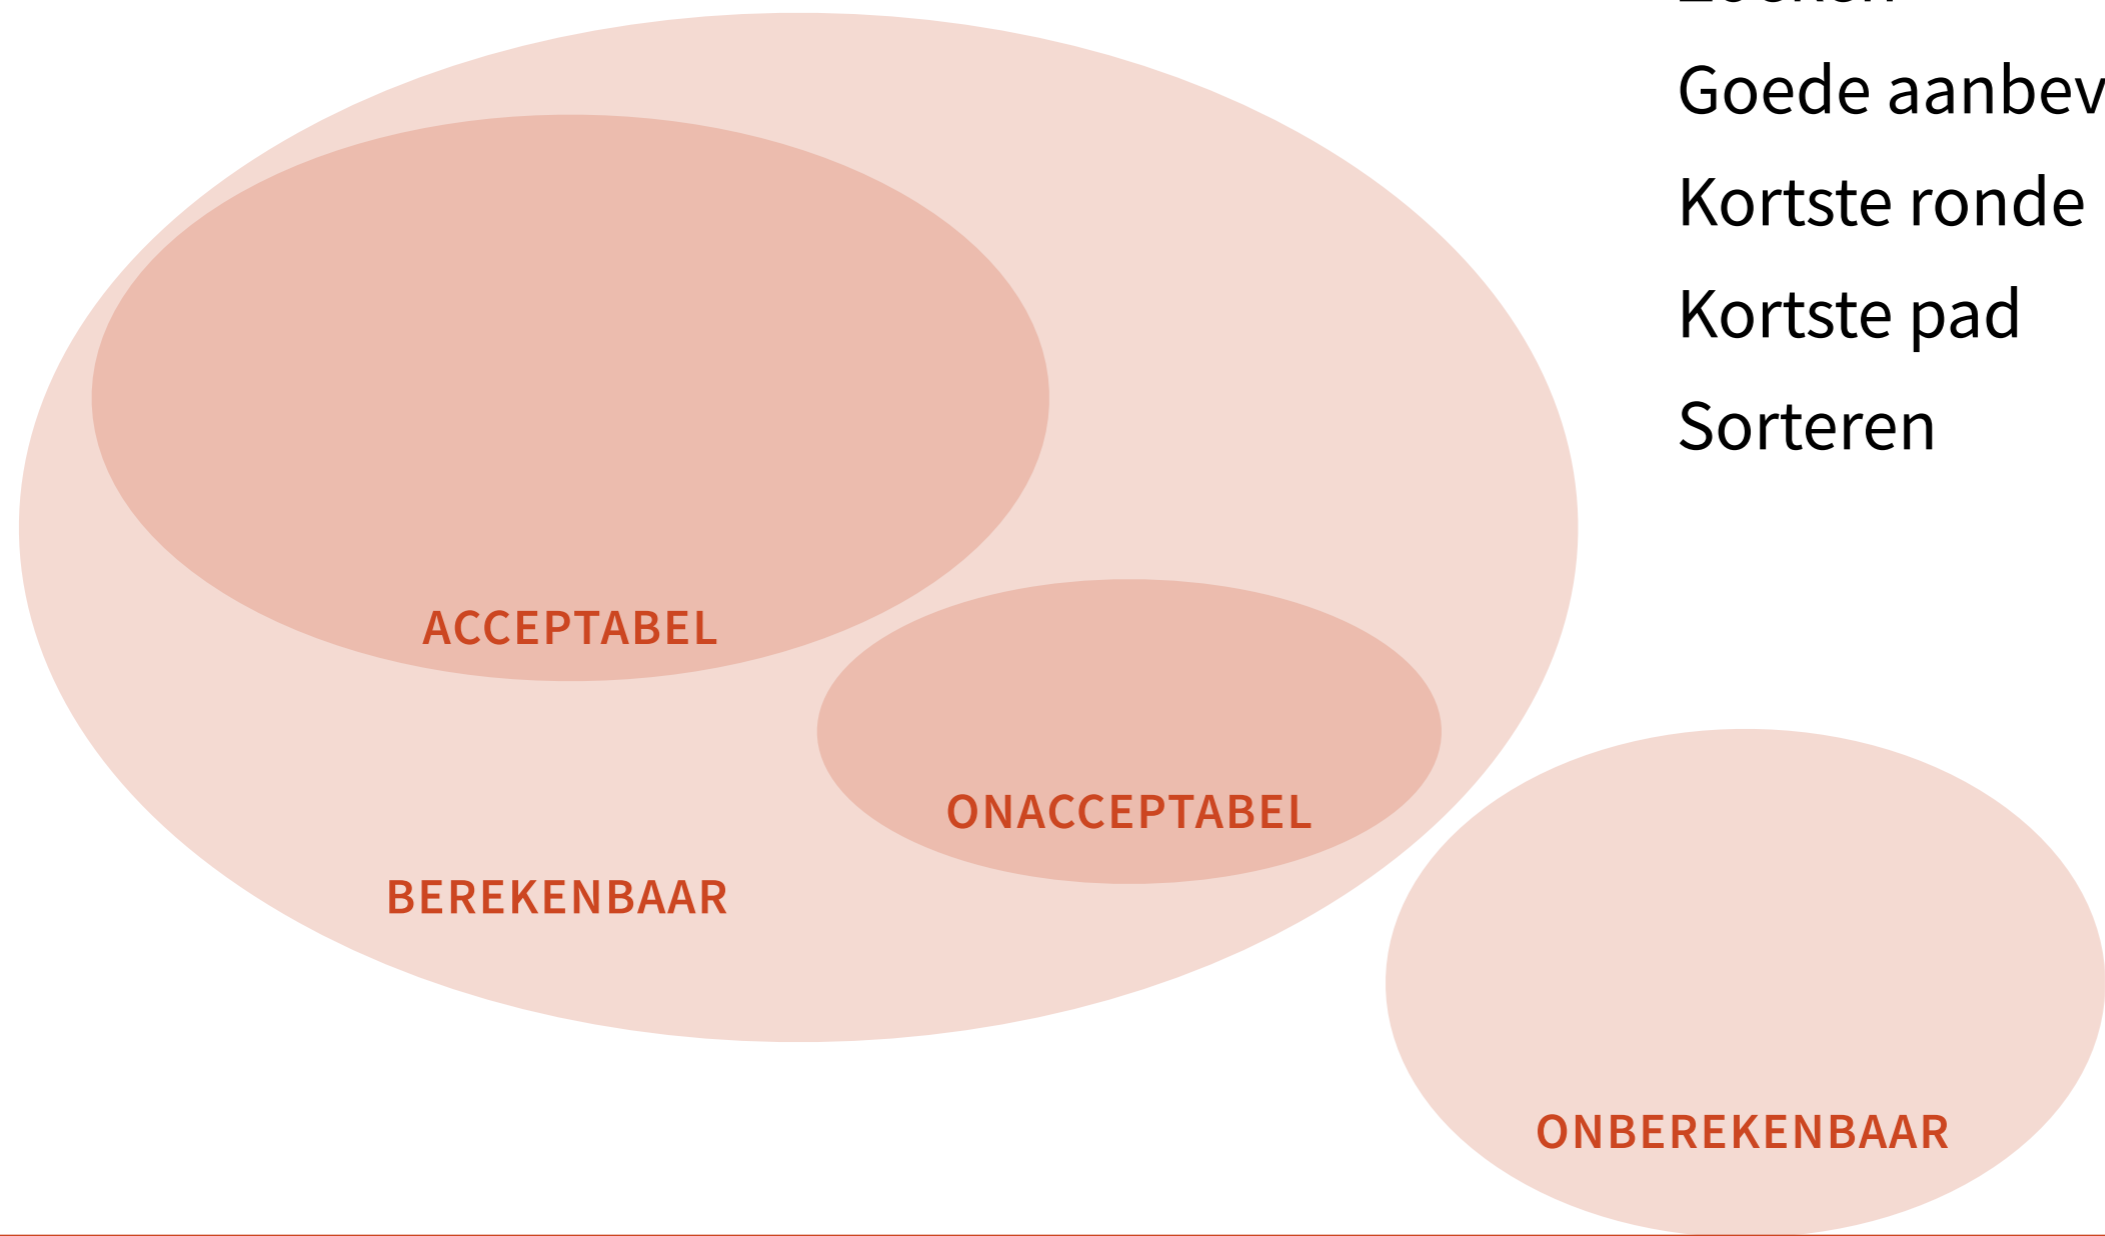 Goede aanbev
Kortste ronde
Kortste pad
Sorteren
ACCEPTABEL
ONACCEPTABEL
BEREKENBAAR
ONBEREKENBAAR